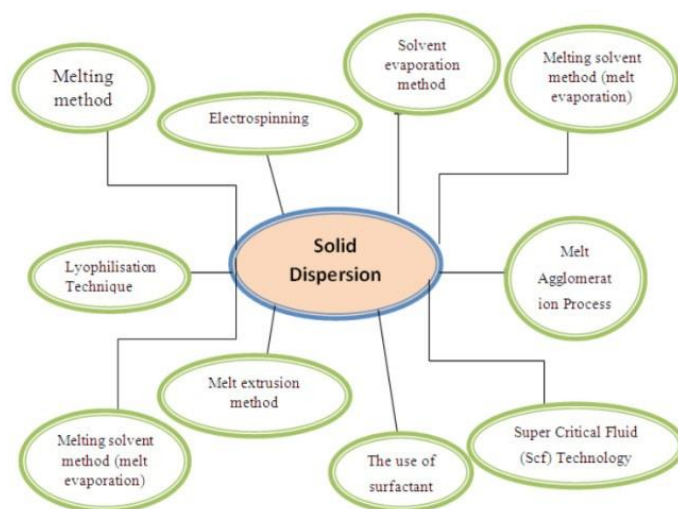 Melting
method
Electrospinning
Solvent
evaporation
method
Melting solvent
method (melt
evaporation)
Solid
Dispersion
Lyophilisation
Technique
Melt
Agglomerat
ion Process
Melt extrusion
method
Melting solvent
method (melt
evaporation)
The use of
surfactant
Super Critical Fluid
(Scf) Technology